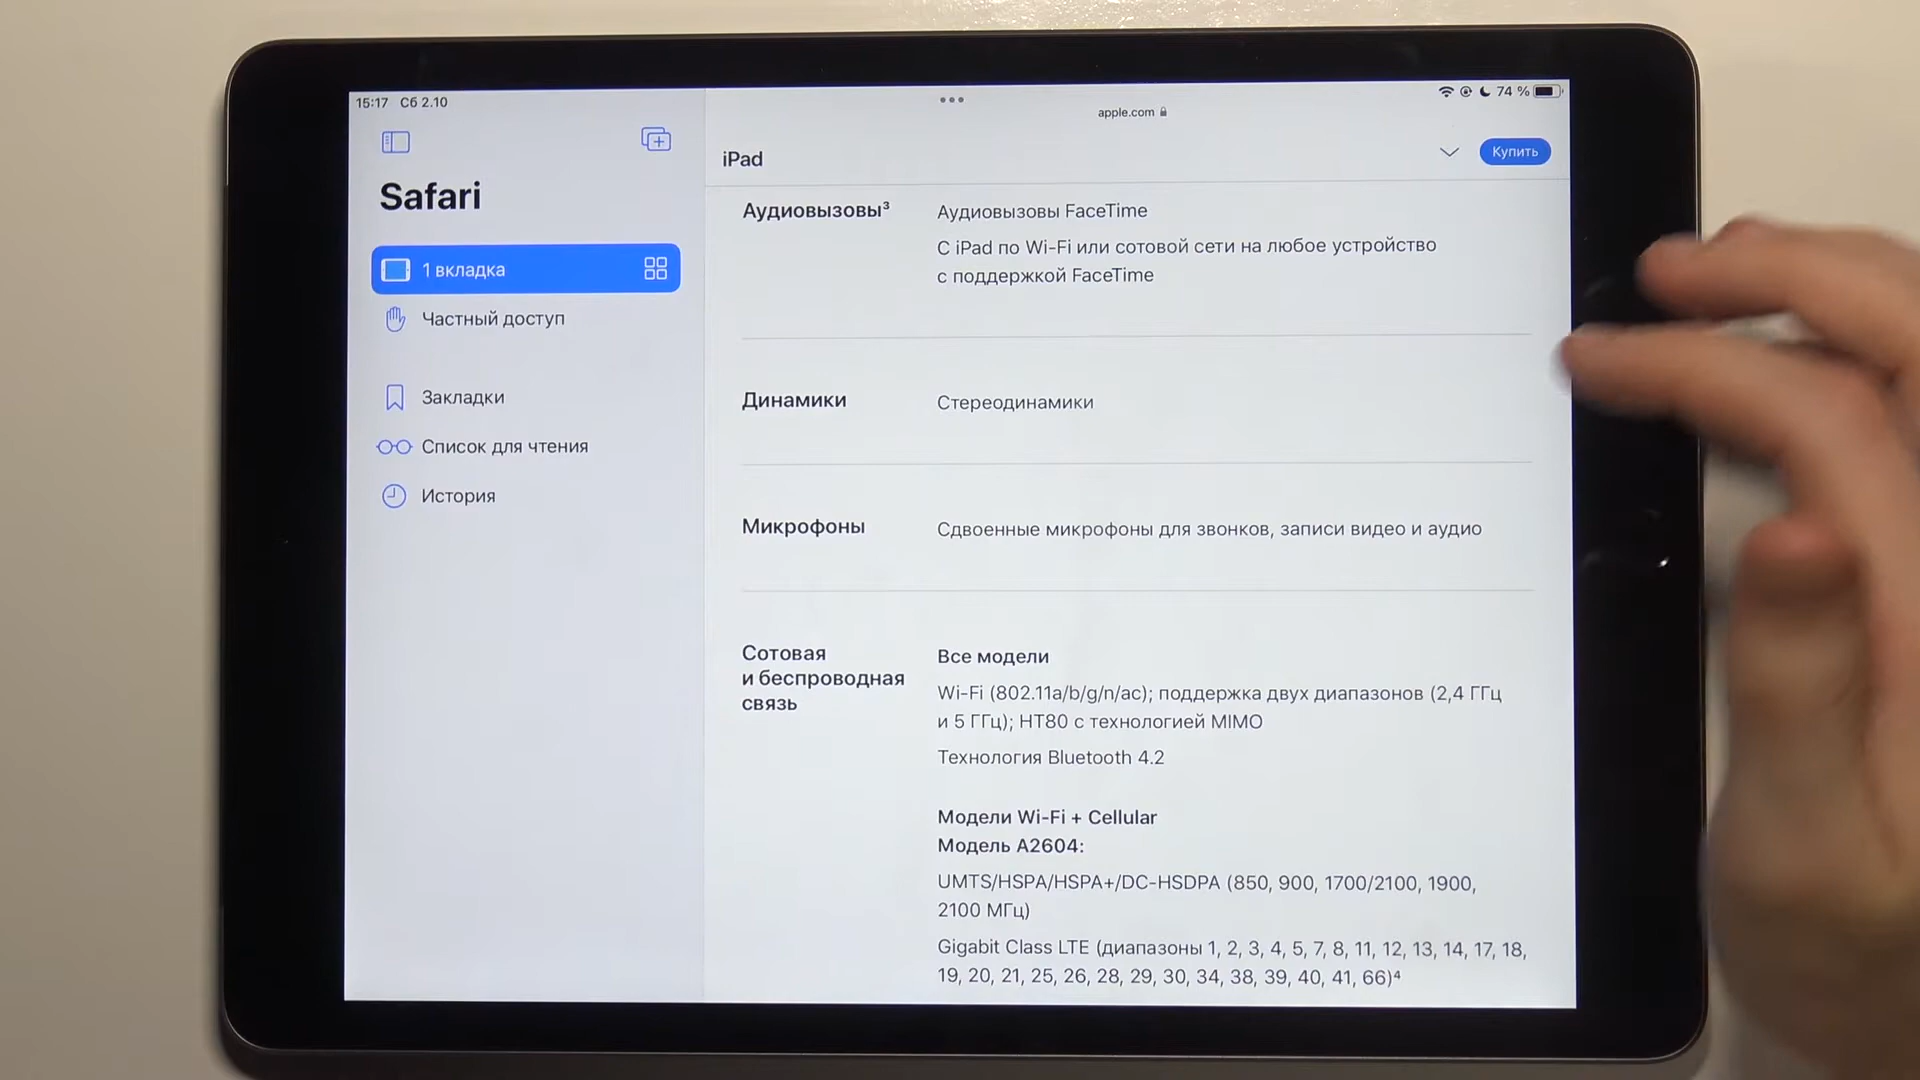 15:17 Сб 2.10
74 %
apple.com
Safari
1 вкладка
Частный доступ
Закладки
Список для чтения
История
iPad
Купить
Аудиовызовы³
Аудиовызовы FaceTime
С iPad по Wi-Fi или сотовой сети на любое устройство
с поддержкой FaceTime
Динамики
Стереодинамики
Микрофоны
Сдвоенные микрофоны для звонков, записи видео и аудио
Сотовая
и беспроводная
связь
Все модели
Wi-Fi (802.11a/b/g/n/ac); поддержка двух диапазонов (2,4 ГГц
и 5 ГГц); HT80 с технологией MIMO
Технология Bluetooth 4.2
Модели Wi-Fi + Cellular
Модель A2604:
UMTS/HSPA/HSPA+/DC-HSDPA (850, 900, 1700/2100, 1900,
2100 МГц)
Gigabit Class LTE (диапазоны 1, 2, 3, 4, 5, 7, 8, 11, 12, 13, 14, 17, 18,
19, 20, 21, 25, 26, 28, 29, 30, 34, 38, 39, 40, 41, 66)⁴